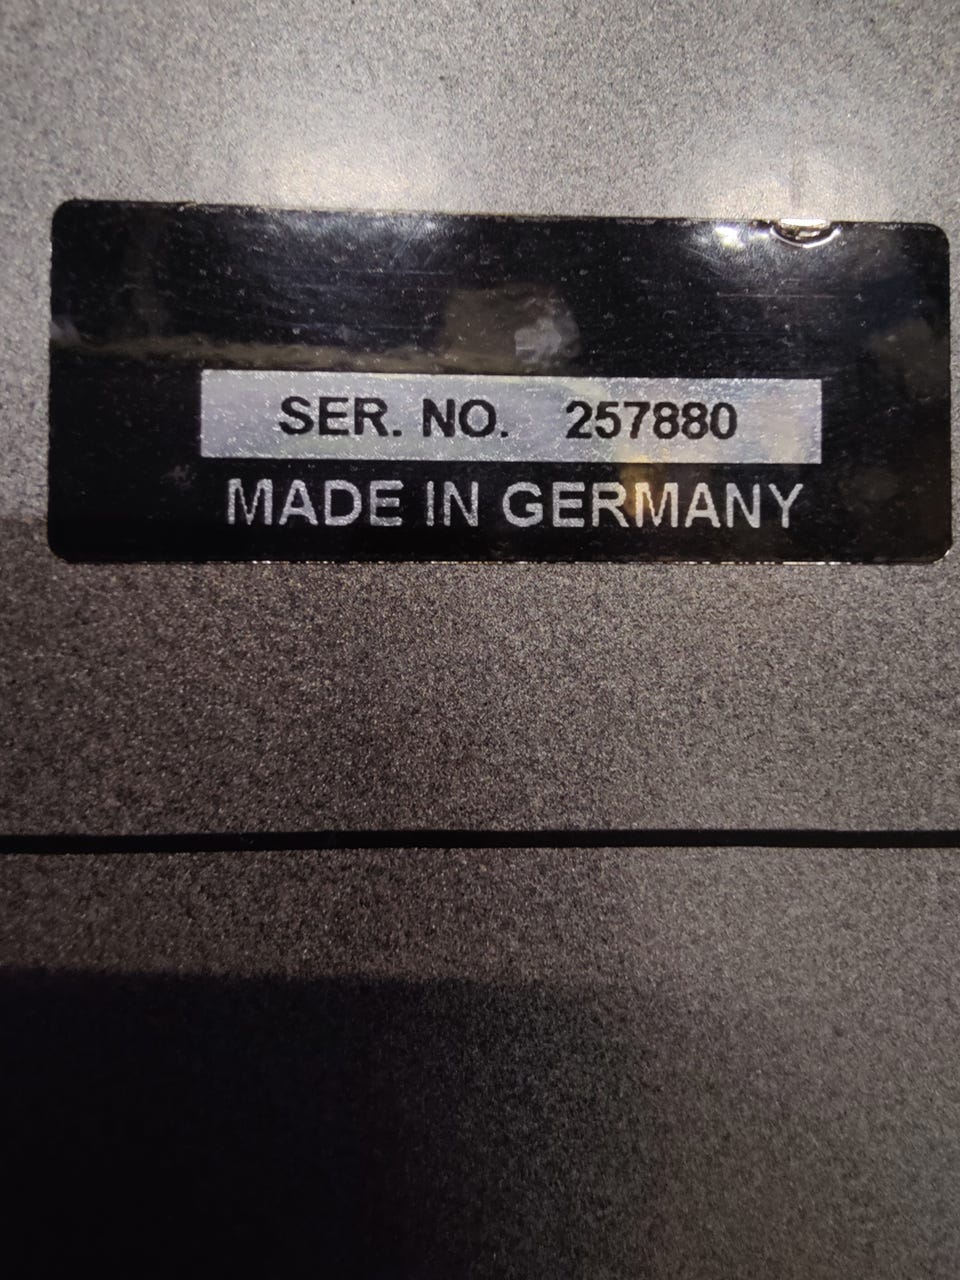 SER. NO. 257880
MADE IN GERMANY